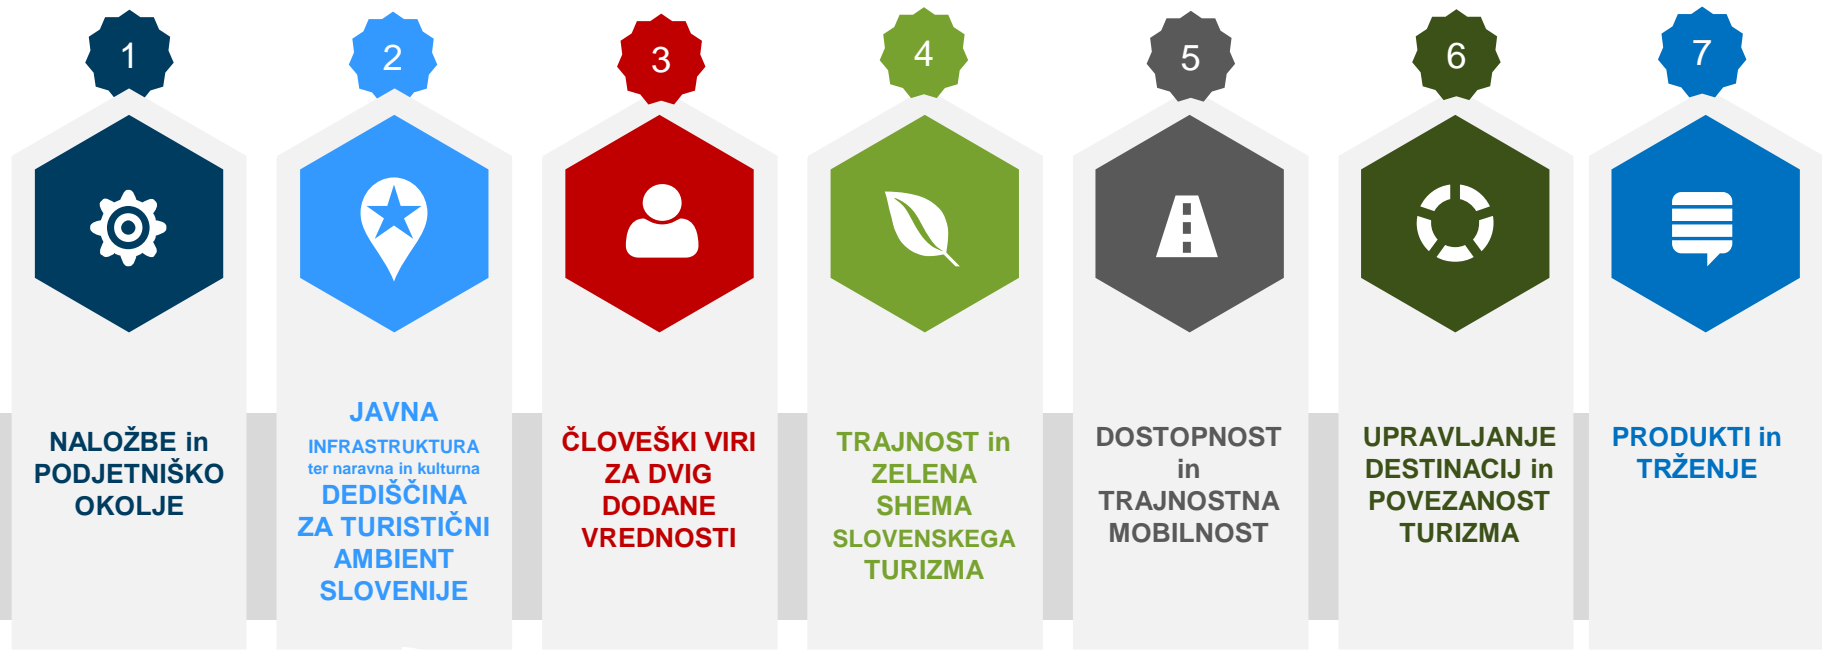 1
NALOŽBE in
PODJETNIŠKO
OKOLJE
2
JAVNA
INFRASTRUKTURA
ter naravna in kulturna
DEDIŠČINA
ZA TURISTIČNI
AMBIENT
SLOVENIJE
3
ČLOVEŠKI VIRI
ZA DVIG
DODANE
VREDNOSTI
4
TRAJNOST in
ZELENA
SHEMA
SLOVENSKEGA
TURIZMA
5
DOSTOPNOST
in
TRAJNOSTNA
MOBILNOST
6
UPRAVLJANJE
DESTINACIJ in
POVEZANOST
TURIZMA
7
PRODUKTI in
TRŽENJE